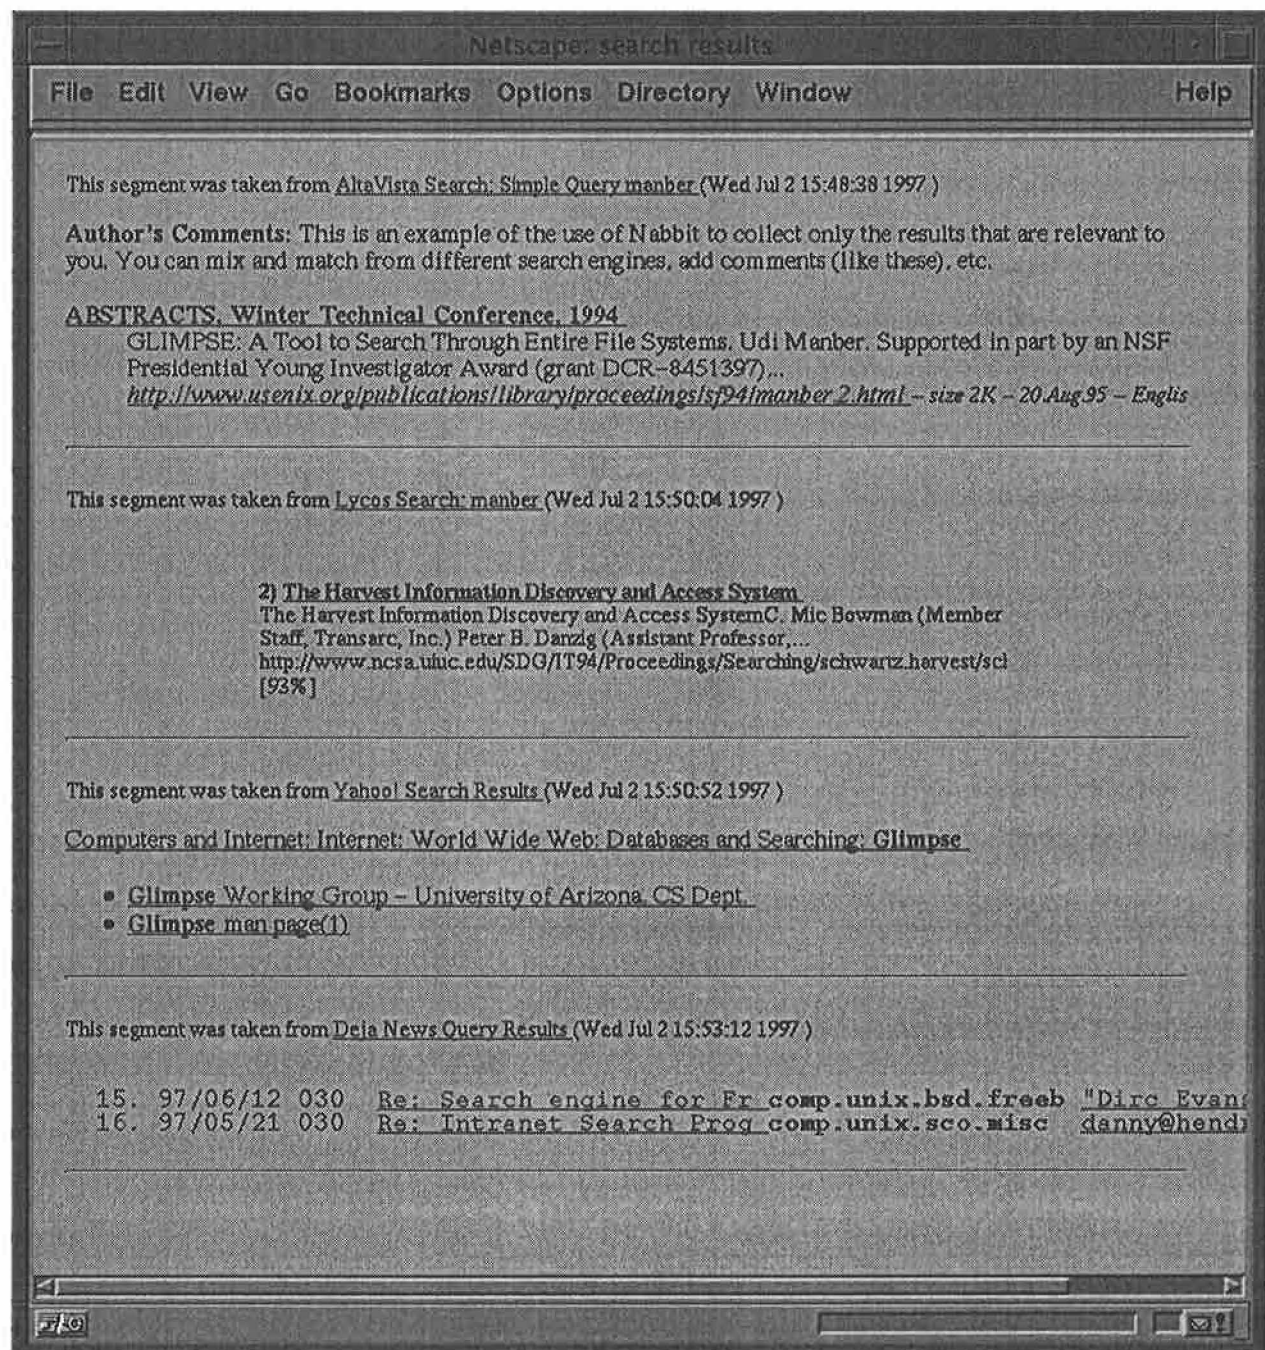 Netscape: search results
File Edit View Go Bookmarks Options Directory Window Help
This segment was taken from AltaVista Search: Simple Query manber (Wed Jul 2 15:48:38 1997 )
Author's Comments: This is an example of the use of Nabbit to collect only the results that are relevant to
you. You can mix and match from different search engines, add comments (like these), etc.
ABSTRACTS, Winter Technical Conference, 1994
GLIMPSE: A Tool to Search Through Entire File Systems. Udi Manber. Supported in part by an NSF
Presidential Young Investigator Award (grant DCR-8451397)...
http://www.usenix.org/publications/library/proceedings/sf94/manber2.html - size 2K - 20 Aug 95 - Englis
This segment was taken from Lycos Search: manber (Wed Jul 2 15:50:04 1997 )
2) The Harvest Information Discovery and Access System
The Harvest Information Discovery and Access SystemC. Mic Bowman (Member
Staff, Transarc, Inc.) Peter B. Danzig (Assistant Professor,...
http://www.ncsa.uiuc.edu/SDG/IT94/Proceedings/Searching/schwartz.harvest/scl
[93%]
This segment was taken from Yahoo! Search Results (Wed Jul 2 15:50:52 1997 )
Computers and Internet: Internet: World Wide Web: Databases and Searching: Glimpse
• Glimpse Working Group - University of Arizona, CS Dept.
• Glimpse man page(1)
This segment was taken from Deja News Query Results (Wed Jul 2 15:53:12 1997 )
15. 97/06/12 030 Re: Search engine for Fr comp.unix.bsd.freeb "Dirc Evans
16. 97/05/21 030 Re: Intranet Search Prog comp.unix.sco.misc danny@hendr